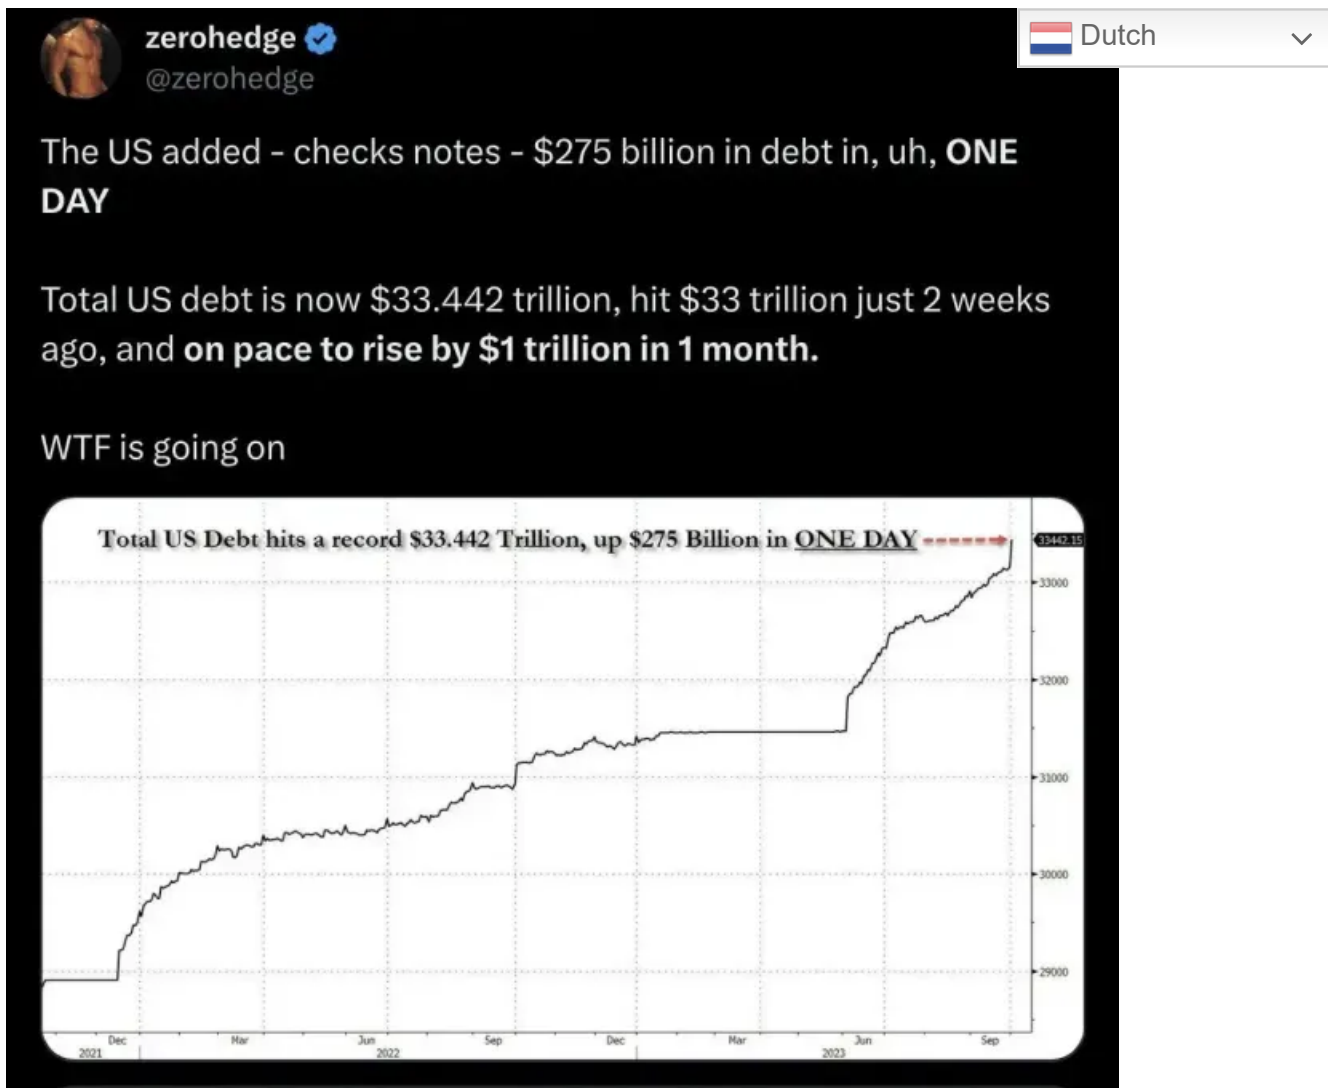 zerohedge
Dutch
@zerohedge
The US added - checks notes - $275 billion in debt in, uh, ONE
DAY
Total US debt is now $33.442 trillion, hit $33 trillion just 2 weeks
ago, and on pace to rise by $1 trillion in 1 month.
WTF is going on
Total US Debt hits a record $33.442 Trillion, up $275 Billion in ONE DAY
33442.15
33000
32000
31000
30000
29000
Dec Mar Jun Sep Dec Mar Jun Sep
2021 2022 2023